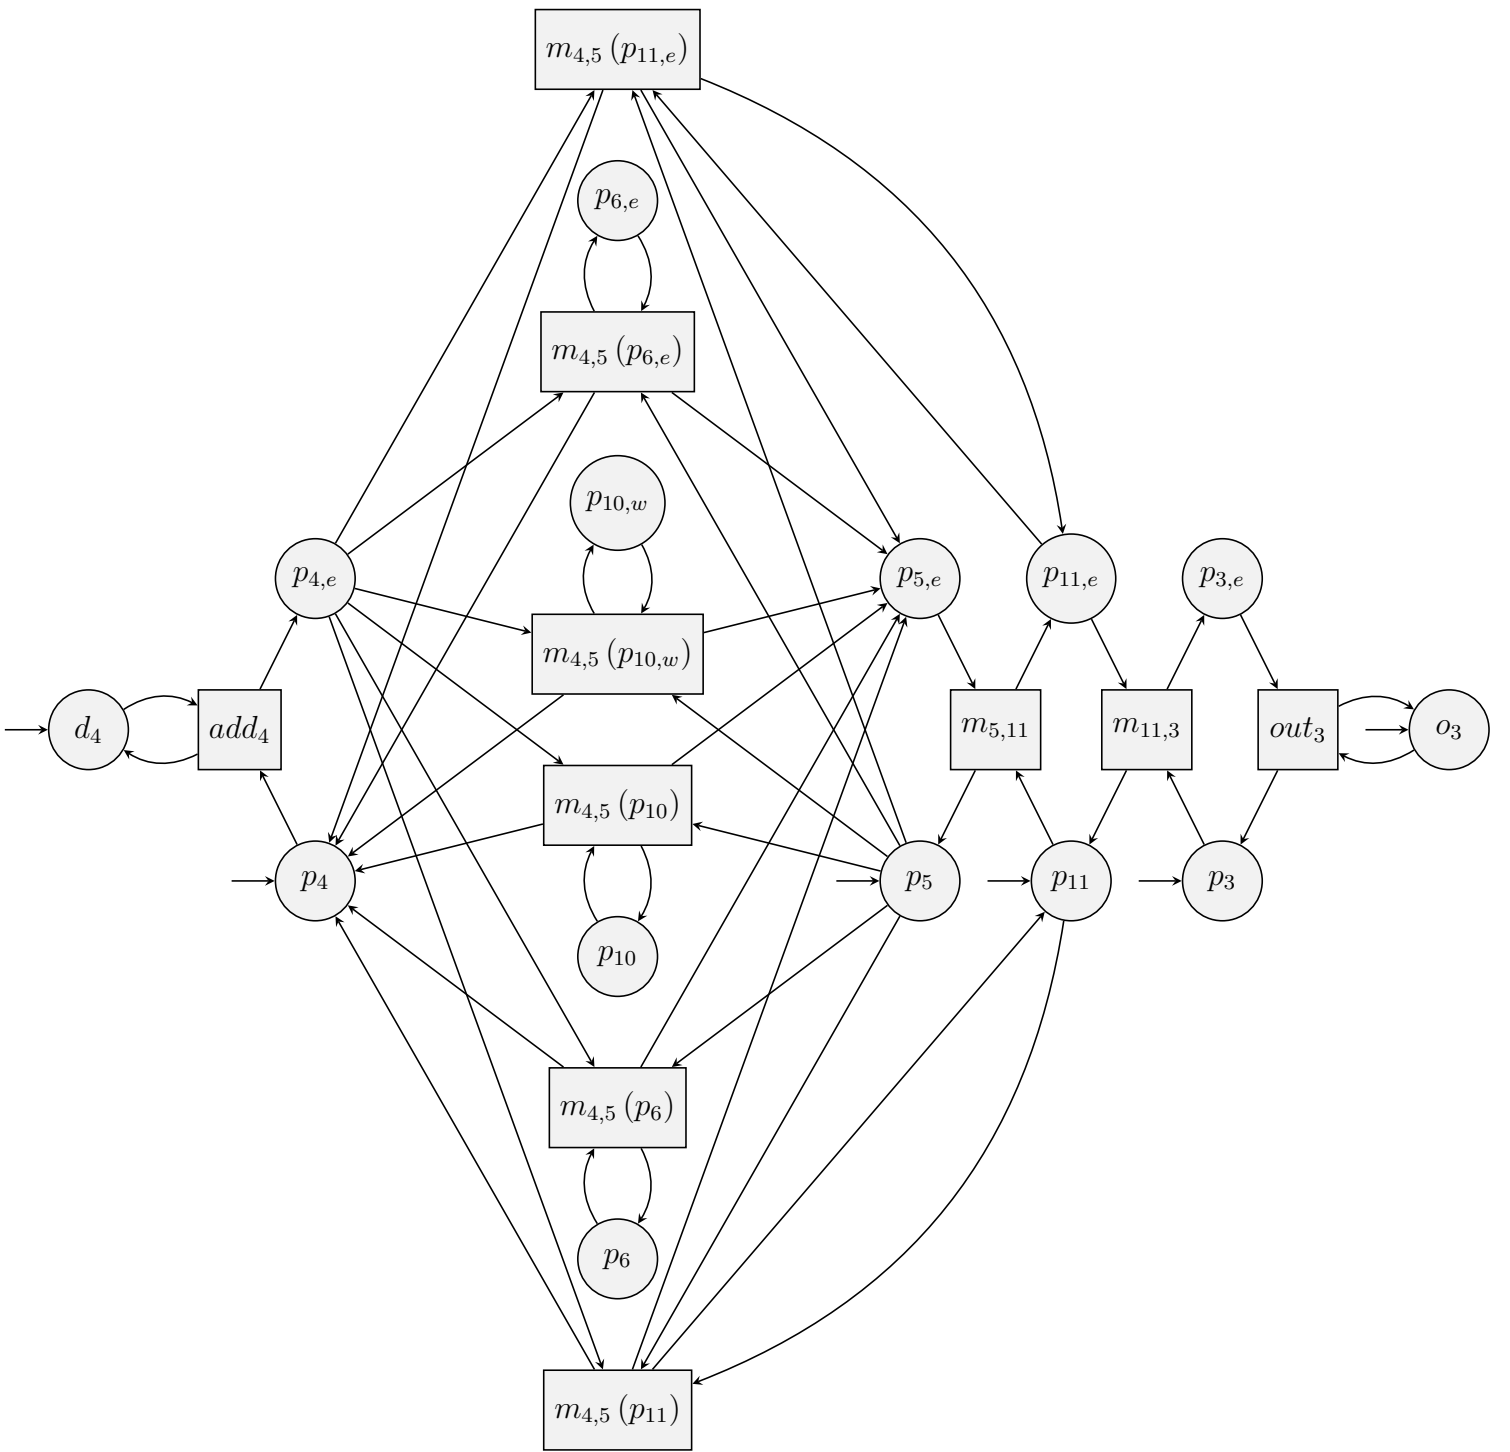 m₄,₅ (p₁₁,ₑ)
p₆,ₑ
m₄,₅ (p₆,ₑ)
p₁₀,w
p₄,ₑ
p₅,ₑ
p₁₁,ₑ
p₃,ₑ
m₄,₅ (p₁₀,w)
d₄
add₄
m₅,₁₁
m₁₁,₃
out₃
o₃
m₄,₅ (p₁₀)
p₄
p₅
p₁₁
p₃
p₁₀
m₄,₅ (p₆)
p₆
m₄,₅ (p₁₁)